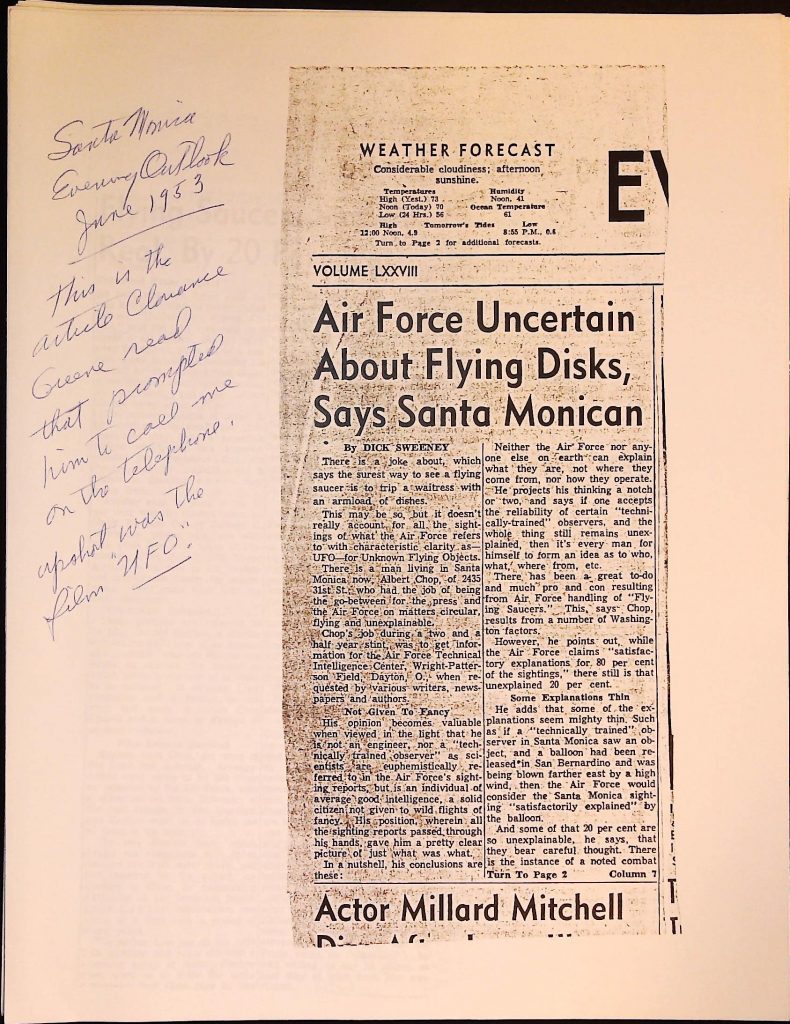 Santa Monica
Evening Outlook
June 1953
This is the
article Clarance
Greene read
that prompted
him to call me
on the telephone.
upshot was the
film "UFO".
WEATHER FORECAST
Considerable cloudiness; afternoon
sunshine.
Temperatures
High (Yest.) 73
Noon (Today) 70
Low (24 Hrs.) 56
Humidity
Noon, 41
Ocean Temperature
61
High Tomorrow's Tides Low
12:00 Noon, 4.9 8:55 P.M., 0.6
Turn to Page 2 for additional forecasts.
EV
VOLUME LXXVIII
Air Force Uncertain
About Flying Disks,
Says Santa Monican
By DICK SWEENEY
There is a joke about, which
says the surest way to see a flying
saucer is to trip a waitress with
an armload of dishes.
This may be so, but it doesn't
really account for all the sight-
ings of what the Air Force refers
to with characteristic clarity as—
UFO—for Unknown Flying Objects.
There is a man living in Santa
Monica now, Albert Chop, of 2435
31st St., who had the job of being
the go-between for the press and
the Air Force on matters circular,
flying and unexplainable.
Chop's job during a two and a
half year stint, was to get infor-
mation for the Air Force Technical
Intelligence Center, Wright-Patter-
son Field, Dayton, O., when re-
quested by various writers, news-
papers and authors.
Not Given To Fancy
His opinion becomes valuable
when viewed in the light that he
is not an engineer, nor a "tech-
nically trained observer" as sci-
entists are euphemistically re-
ferred to in the Air Force's sight-
ing reports, but is an individual of
average good intelligence, a solid
citizen not given to wild flights of
fancy. His position, wherein all
the sighting reports passed through
his hands, gave him a pretty clear
picture of just what was what.
In a nutshell, his conclusions are
these:
Neither the Air Force nor any-
one else on earth can explain
what they are, not where they
come from, nor how they operate.
He projects his thinking a notch
or two, and says if one accepts
the reliability of certain "techni-
cally-trained" observers, and the
whole thing still remains unex-
plained, then it's every man for
himself to form an idea as to who,
what, where from, etc.
There has been a great to-do
and much pro and con resulting
from Air Force handling of "Fly-
ing Saucers." This, says Chop,
results from a number of Washing-
ton factors.
However, he points out, while
the Air Force claims "satisfac-
tory explanations for 80 per cent
of the sightings," there still is that
unexplained 20 per cent.
Some Explanations Thin
He adds that some of the ex-
planations seem mighty thin. Such
as if a "technically trained" ob-
server in Santa Monica saw an ob-
ject, and a balloon had been re-
leased in San Bernardino and was
being blown farther east by a high
wind, then the Air Force would
consider the Santa Monica sight-
ing "satisfactorily explained" by
the balloon.
And some of that 20 per cent are
so unexplainable, he says, that
they bear careful thought. There
is the instance of a noted combat
Turn To Page 2 Column 7
Actor Millard Mitchell